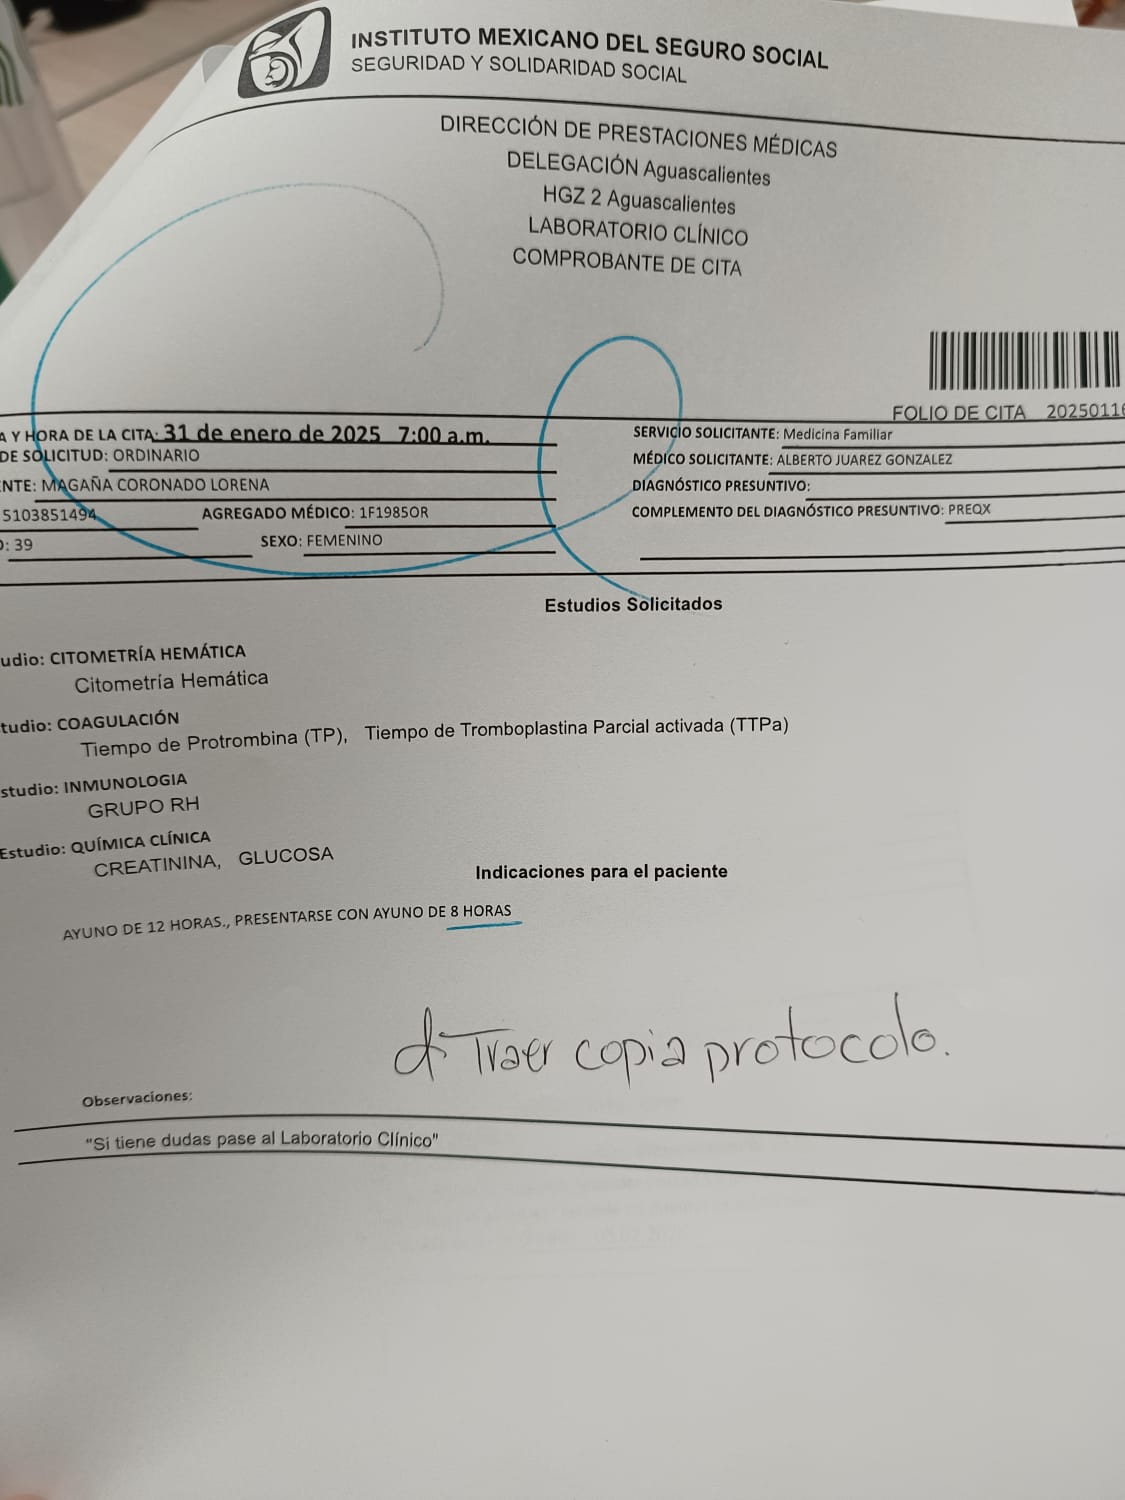 INSTITUTO MEXICANO DEL SEGURO SOCIAL
SEGURIDAD Y SOLIDARIDAD SOCIAL
DIRECCIÓN DE PRESTACIONES MÉDICAS
DELEGACIÓN Aguascalientes
HGZ 2 Aguascalientes
LABORATORIO CLÍNICO
COMPROBANTE DE CITA
FOLIO DE CITA 20250116
A Y HORA DE LA CITA: 31 de enero de 2025 7:00 a.m.
SERVICIO SOLICITANTE: Medicina Familiar
DE SOLICITUD: ORDINARIO
MÉDICO SOLICITANTE: ALBERTO JUAREZ GONZALEZ
ENTE: MAGAÑA CORONADO LORENA
DIAGNÓSTICO PRESUNTIVO:
5103851494 AGREGADO MÉDICO: 1F1985OR
COMPLEMENTO DEL DIAGNÓSTICO PRESUNTIVO: PREQX
D: 39 SEXO: FEMENINO
Estudios Solicitados
udio: CITOMETRÍA HEMÁTICA
Citometría Hemática
tudio: COAGULACIÓN
Tiempo de Protrombina (TP), Tiempo de Tromboplastina Parcial activada (TTPa)
studio: INMUNOLOGIA
GRUPO RH
Estudio: QUÍMICA CLÍNICA
CREATININA, GLUCOSA
Indicaciones para el paciente
AYUNO DE 12 HORAS., PRESENTARSE CON AYUNO DE 8 HORAS
Traer copia protocolo.
Observaciones:
"Si tiene dudas pase al Laboratorio Clínico"